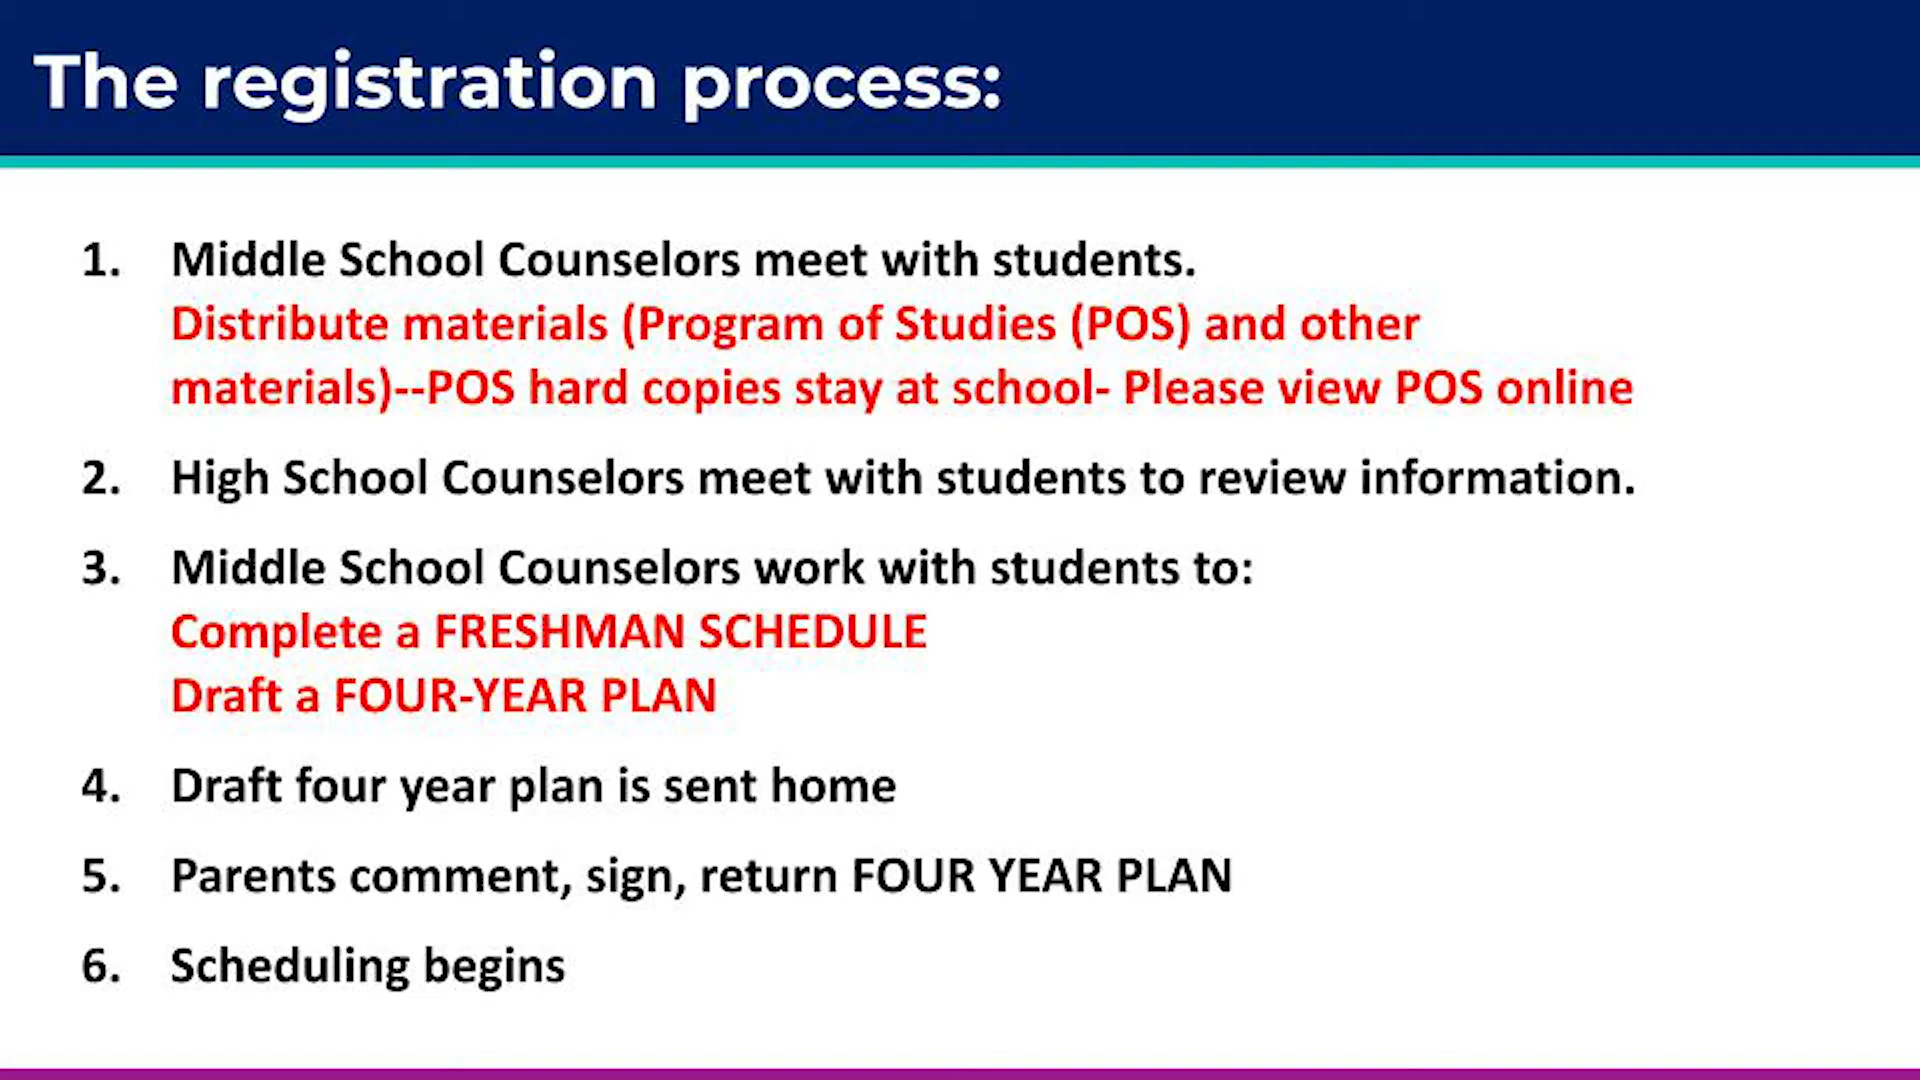 The registration process:
1. Middle School Counselors meet with students.
Distribute materials (Program of Studies (POS) and other
materials)--POS hard copies stay at school- Please view POS online
2. High School Counselors meet with students to review information.
3. Middle School Counselors work with students to:
Complete a FRESHMAN SCHEDULE
Draft a FOUR-YEAR PLAN
4. Draft four year plan is sent home
5. Parents comment, sign, return FOUR YEAR PLAN
6. Scheduling begins